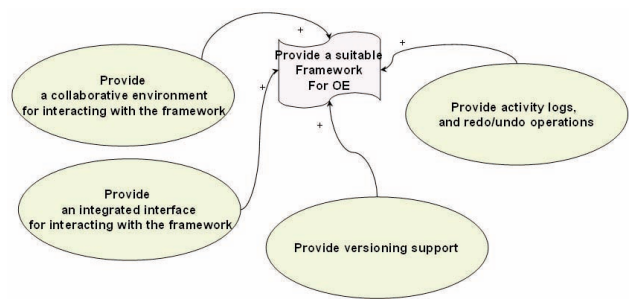 Provide a suitable
Framework
For OE
+
+
+
+
Provide
a collaborative environment
for interacting with the framework
Provide activity logs,
and redo/undo operations
Provide
an integrated interface
for interacting with the framework
Provide versioning support